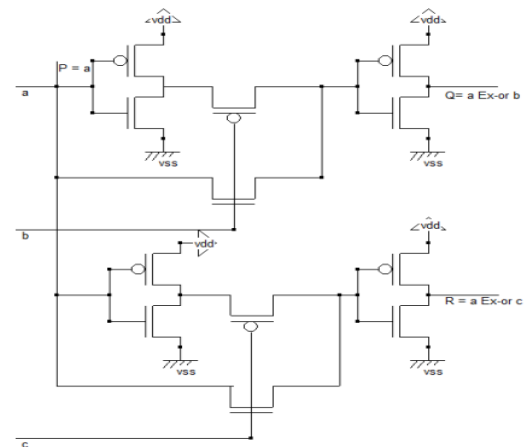 vdd
vdd
P = a
a
Q= a Ex-or b
vss
vss
b
vdd
vdd
R = a Ex-or c
vss
vss
c